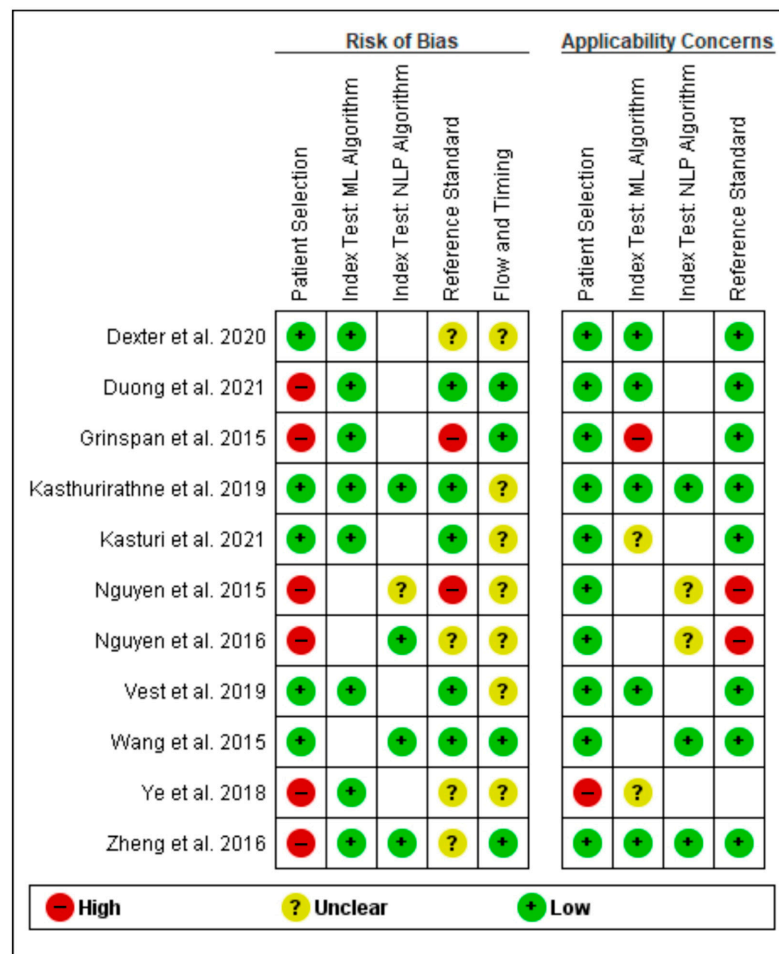 Risk of Bias
Applicability Concerns
Patient Selection
Index Test: ML Algorithm
Index Test: NLP Algorithm
Reference Standard
Flow and Timing
Patient Selection
Index Test: ML Algorithm
Index Test: NLP Algorithm
Reference Standard
Dexter et al. 2020 + + ? ? + + +
Duong et al. 2021 – + + + + + +
Grinspan et al. 2015 – + – + + – +
Kasthurirathne et al. 2019 + + + + ? + + + +
Kasturi et al. 2021 + + + ? + ? +
Nguyen et al. 2015 – ? – ? + ? –
Nguyen et al. 2016 – + ? ? + ? –
Vest et al. 2019 + + + ? + + +
Wang et al. 2015 + + + + + + +
Ye et al. 2018 – + ? ? – ?
Zheng et al. 2016 – + + ? + + + + +
– High ? Unclear + Low